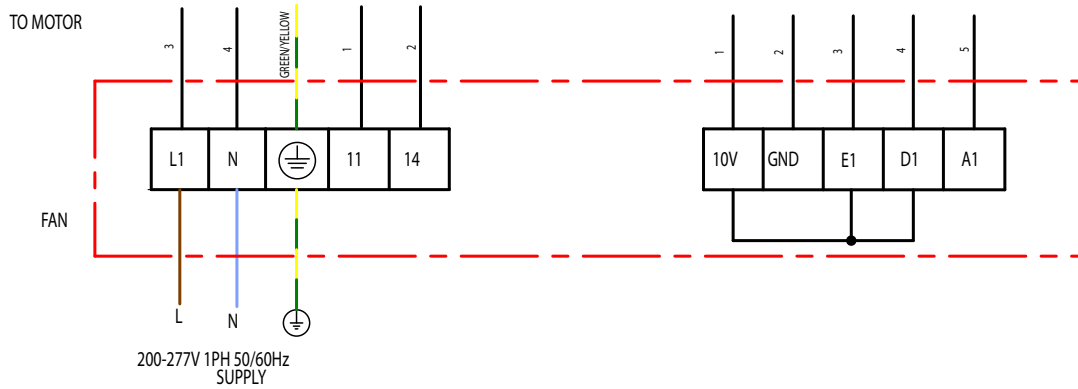 TO MOTOR
3
4
GREEN/YELLOW
1
2
1
2
3
4
5
L1
N
11
14
10V
GND
E1
D1
A1
FAN
L
N
200-277V 1PH 50/60Hz
SUPPLY